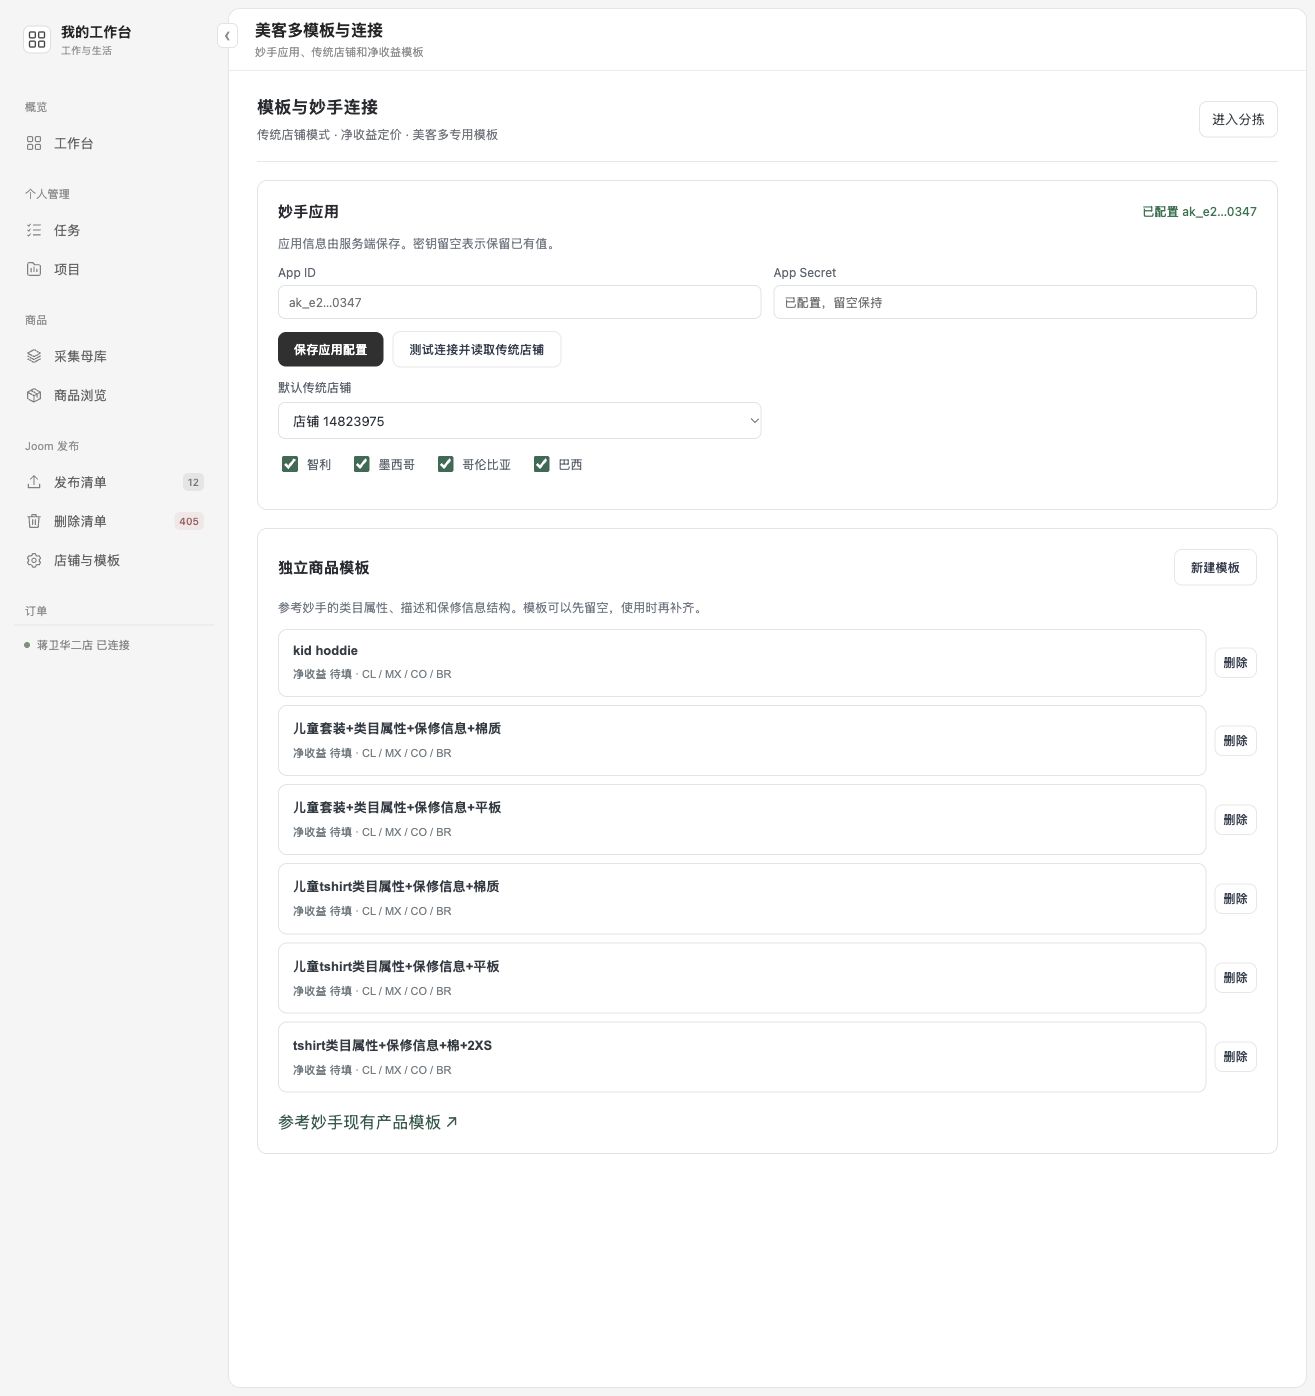 我的工作台
工作与生活
概览
工作台
个人管理
任务
项目
商品
采集母库
商品浏览
Joom 发布
发布清单 12
删除清单 405
店铺与模板
订单
蒋卫华二店 已连接
美客多模板与连接
妙手应用、传统店铺和净收益模板
模板与妙手连接
传统店铺模式 · 净收益定价 · 美客多专用模板
进入分拣
妙手应用
已配置 ak_e2...0347
应用信息由服务端保存。密钥留空表示保留已有值。
App ID
App Secret
ak_e2...0347
已配置，留空保持
保存应用配置
测试连接并读取传统店铺
默认传统店铺
店铺 14823975
智利 墨西哥 哥伦比亚 巴西
独立商品模板
新建模板
参考妙手的类目属性、描述和保修信息结构。模板可以先留空，使用时再补齐。
kid hoddie
净收益 待填 · CL / MX / CO / BR
删除
儿童套装+类目属性+保修信息+棉质
净收益 待填 · CL / MX / CO / BR
删除
儿童套装+类目属性+保修信息+平板
净收益 待填 · CL / MX / CO / BR
删除
儿童tshirt类目属性+保修信息+棉质
净收益 待填 · CL / MX / CO / BR
删除
儿童tshirt类目属性+保修信息+平板
净收益 待填 · CL / MX / CO / BR
删除
tshirt类目属性+保修信息+棉+2XS
净收益 待填 · CL / MX / CO / BR
删除
参考妙手现有产品模板 ↗